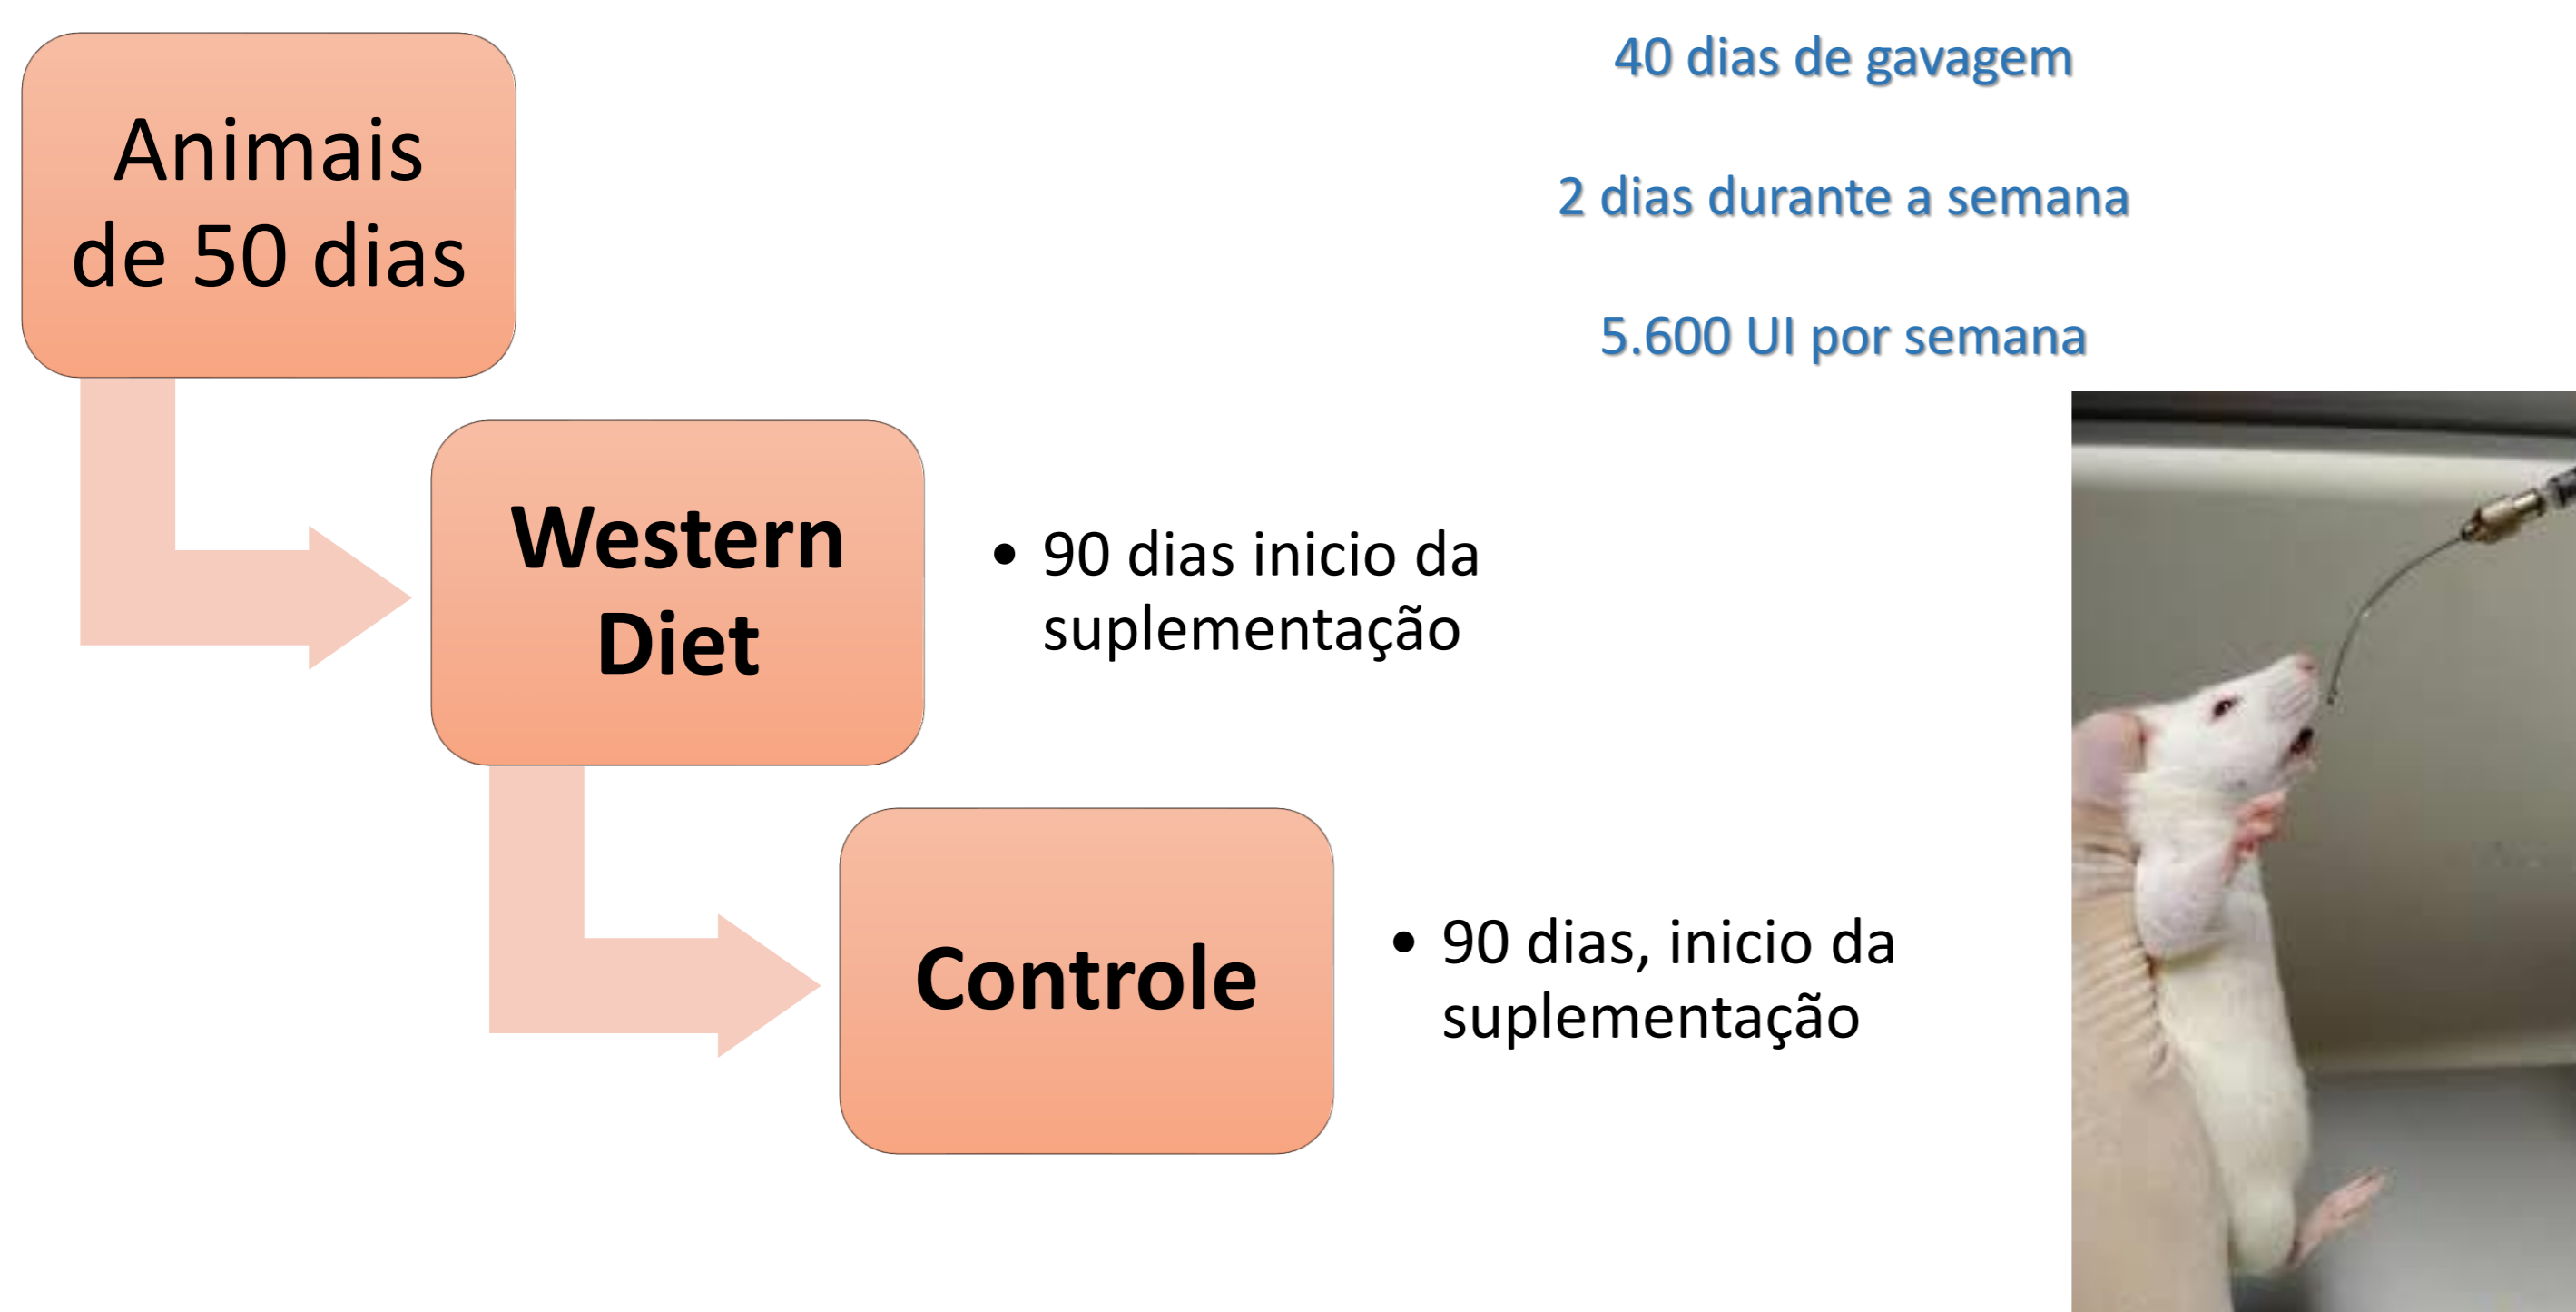 Animais
de 50 dias
40 dias de gavagem
2 dias durante a semana
5.600 UI por semana
Western
Diet
• 90 dias inicio da
suplementação
Controle
• 90 dias, inicio da
suplementação